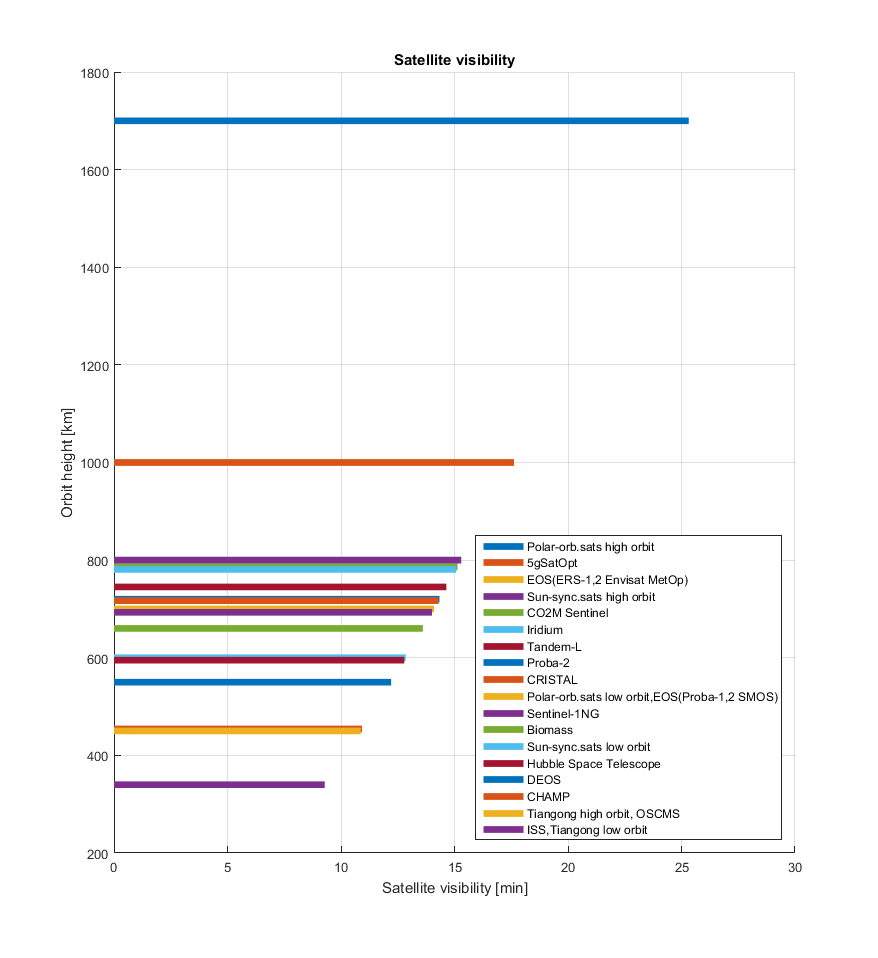 Satellite visibility
1800
1600
1400
1200
1000
800
600
400
200
Orbit height [km]
Polar-orb.sats high orbit
5gSatOpt
EOS(ERS-1,2 Envisat MetOp)
Sun-sync.sats high orbit
CO2M Sentinel
Iridium
Tandem-L
Proba-2
CRISTAL
Polar-orb.sats low orbit,EOS(Proba-1,2 SMOS)
Sentinel-1NG
Biomass
Sun-sync.sats low orbit
Hubble Space Telescope
DEOS
CHAMP
Tiangong high orbit, OSCMS
ISS,Tiangong low orbit
0 5 10 15 20 25 30
Satellite visibility [min]